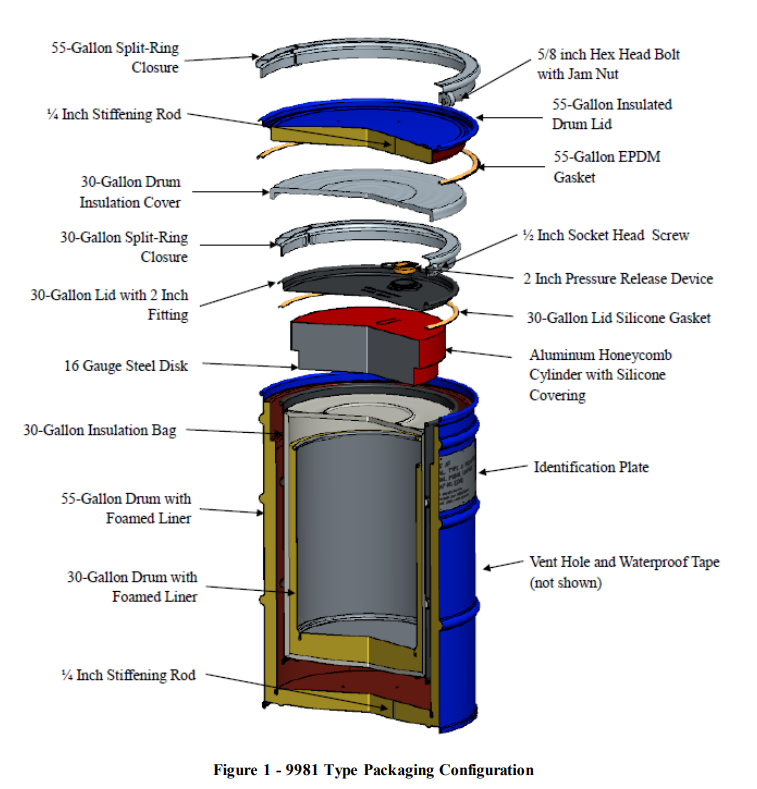 55-Gallon Split-Ring
Closure
5/8 inch Hex Head Bolt
with Jam Nut
¼ Inch Stiffening Rod
55-Gallon Insulated
Drum Lid
55-Gallon EPDM
Gasket
30-Gallon Drum
Insulation Cover
30-Gallon Split-Ring
Closure
½ Inch Socket Head Screw
2 Inch Pressure Release Device
30-Gallon Lid with 2 Inch
Fitting
30-Gallon Lid Silicone Gasket
16 Gauge Steel Disk
Aluminum Honeycomb
Cylinder with Silicone
Covering
30-Gallon Insulation Bag
Identification Plate
55-Gallon Drum with
Foamed Liner
Vent Hole and Waterproof Tape
(not shown)
30-Gallon Drum with
Foamed Liner
¼ Inch Stiffening Rod
Figure 1 - 9981 Type Packaging Configuration